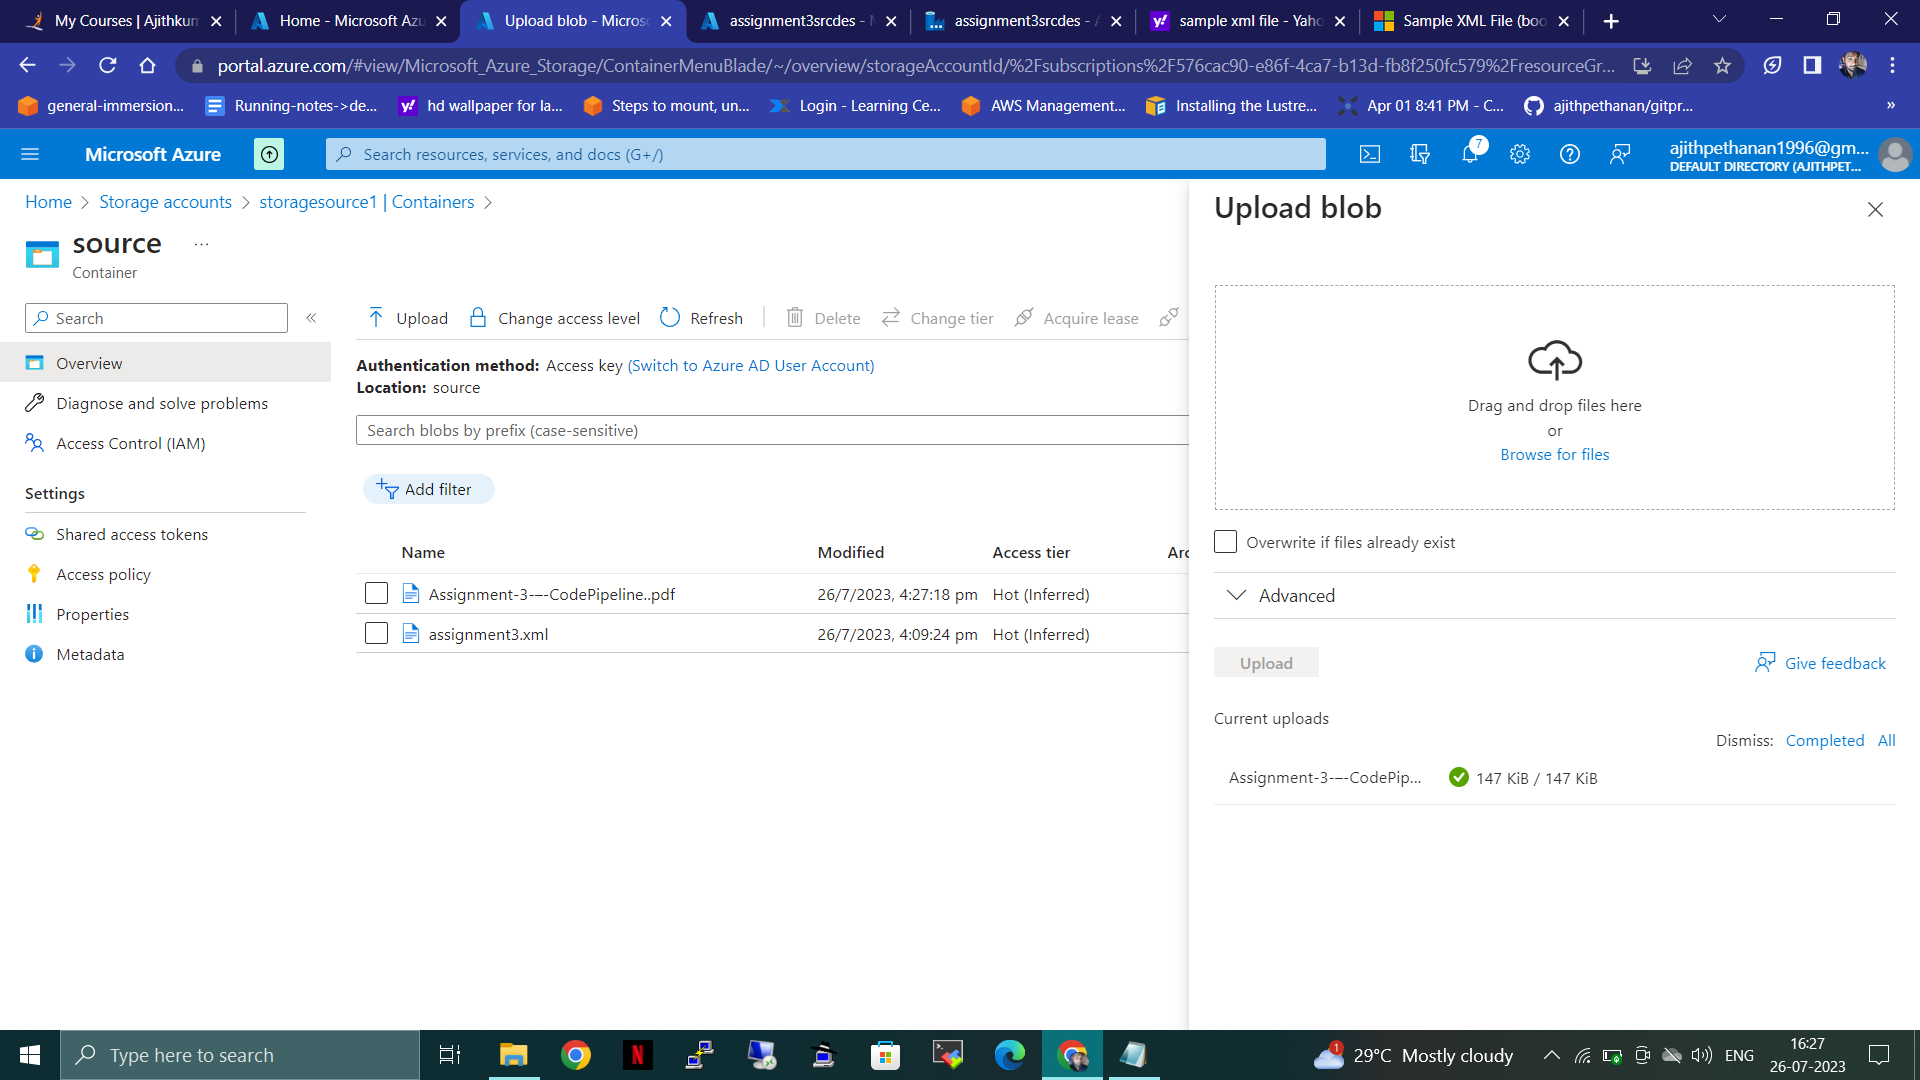 My Courses | Ajithkum
Home - Microsoft Azu
Upload blob - Micros
assignment3srcdes - M
assignment3srcdes - A
sample xml file - Yaho
Sample XML File (boo
portal.azure.com/#view/Microsoft_Azure_Storage/ContainerMenuBlade/~/overview/storageAccountId/%2Fsubscriptions%2F576cac90-e86f-4ca7-b13d-fb8f250fc579%2FresourceGr...
general-immersion...
Running-notes->de...
hd wallpaper for la...
Steps to mount, un...
Login - Learning Ce...
AWS Management...
Installing the Lustre...
Apr 01 8:41 PM - C...
ajithpethanan/gitpr...
»
Microsoft Azure
Search resources, services, and docs (G+/)
7
ajithpethanan1996@gm...
DEFAULT DIRECTORY (AJITHPET...
Home > Storage accounts > storagesource1 | Containers >
source
...
Container
Search
«
Overview
Diagnose and solve problems
Access Control (IAM)
Settings
Shared access tokens
Access policy
Properties
Metadata
Upload
Change access level
Refresh
Delete
Change tier
Acquire lease
Authentication method: Access key (Switch to Azure AD User Account)
Location: source
Search blobs by prefix (case-sensitive)
Add filter
Name Modified Access tier Arc
Assignment-3-–-CodePipeline..pdf 26/7/2023, 4:27:18 pm Hot (Inferred)
assignment3.xml 26/7/2023, 4:09:24 pm Hot (Inferred)
Upload blob
Drag and drop files here
or
Browse for files
Overwrite if files already exist
Advanced
Upload
Give feedback
Current uploads
Dismiss: Completed All
Assignment-3-–-CodePip... 147 KiB / 147 KiB
Type here to search
1
29°C Mostly cloudy
ENG
16:27
26-07-2023